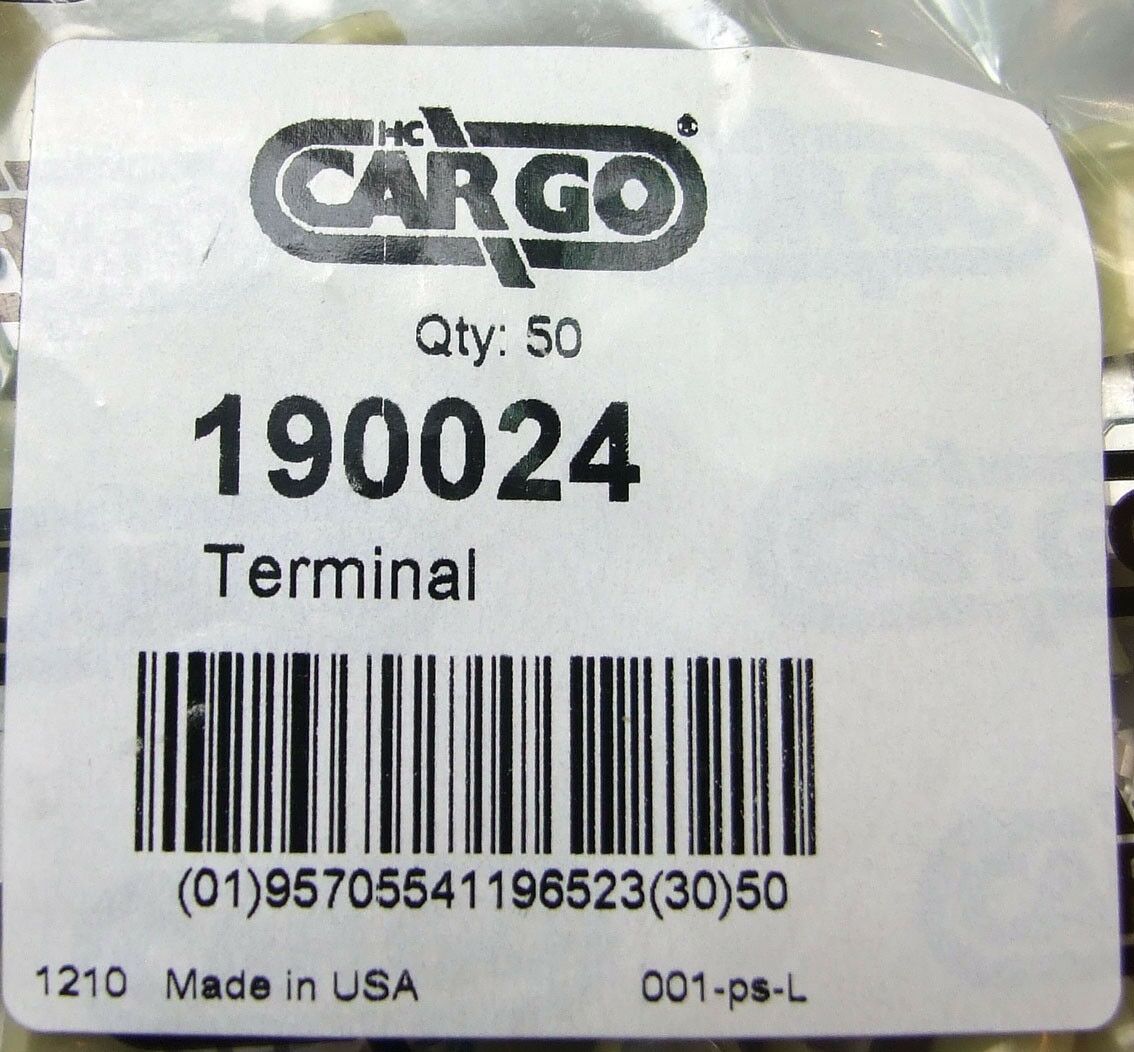 HC
CARGO®
Qty: 50
190024
Terminal
(01)95705541196523(30)50
1210 Made in USA 001-ps-L